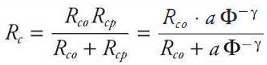 R_c = \frac{R_{co} R_{cp}}{R_{co} + R_{cp}} = \frac{R_{co} \cdot a \, \Phi^{-\gamma}}{R_{co} + a \, \Phi^{-\gamma}}